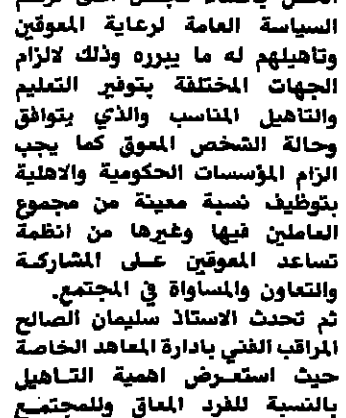 السياسة العامة لرعاية المعوقين
وتأهيلهم له ما يبرره وذلك لالزام
الجهات المختلفة بتوفير التعليم
والتأهيل المناسب والذي يتوافق
وحالة الشخص المعوق كما يجب
الزام المؤسسات الحكومية والاهلية
بتوظيف نسبة معينة من مجموع
العاملين فيها وغيرها من انظمة
تساعد المعوقين على المشاركة
والتعاون والمساواة في المجتمع.
ثم تحدث الاستاذ سليمان الصالح
المراقب الفني بادارة المعاهد الخاصة
حيث استعرض اهمية التاهيل
بالنسبة للفرد المعاق وللمجتمع